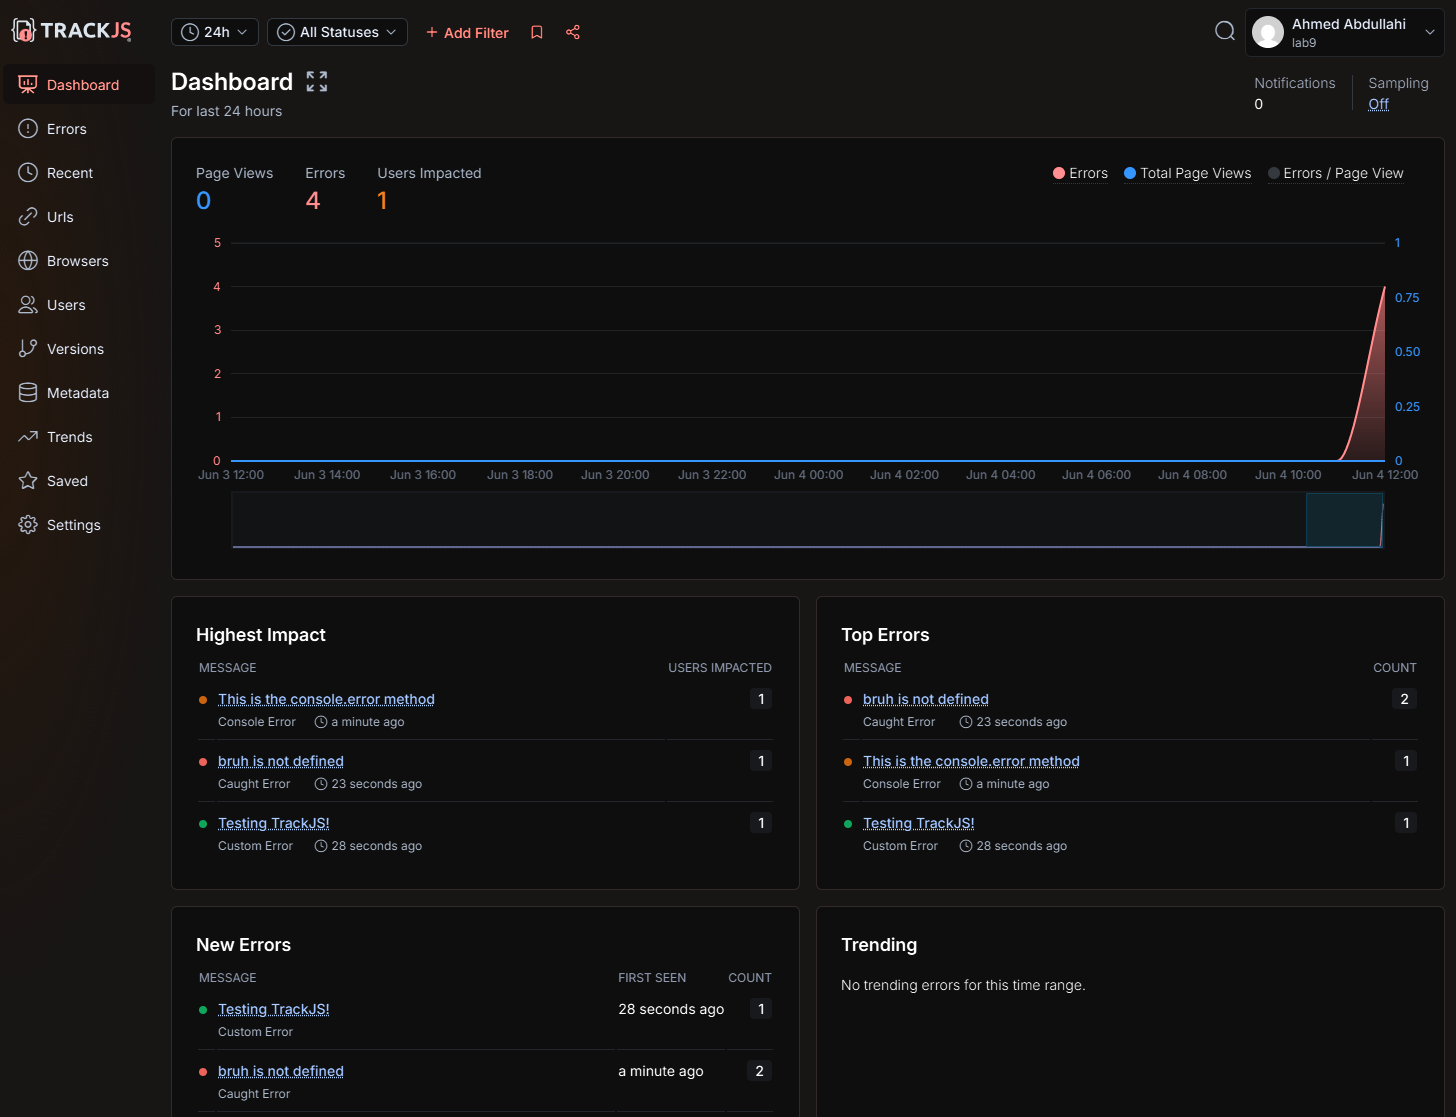 TRACKJS
24h
All Statuses
+ Add Filter
Ahmed Abdullahi
lab9
Dashboard
Errors
Recent
Urls
Browsers
Users
Versions
Metadata
Trends
Saved
Settings
Dashboard
For last 24 hours
Notifications
0
Sampling
Off
Page Views
0
Errors
4
Users Impacted
1
Errors
Total Page Views
Errors / Page View
5
4
3
2
1
0
1
0.75
0.50
0.25
0
Jun 3 12:00
Jun 3 14:00
Jun 3 16:00
Jun 3 18:00
Jun 3 20:00
Jun 3 22:00
Jun 4 00:00
Jun 4 02:00
Jun 4 04:00
Jun 4 06:00
Jun 4 08:00
Jun 4 10:00
Jun 4 12:00
Highest Impact
MESSAGE USERS IMPACTED
This is the console.error method 1
Console Error a minute ago
bruh is not defined 1
Caught Error 23 seconds ago
Testing TrackJS! 1
Custom Error 28 seconds ago
Top Errors
MESSAGE COUNT
bruh is not defined 2
Caught Error 23 seconds ago
This is the console.error method 1
Console Error a minute ago
Testing TrackJS! 1
Custom Error 28 seconds ago
New Errors
MESSAGE FIRST SEEN COUNT
Testing TrackJS! 28 seconds ago 1
Custom Error
bruh is not defined a minute ago 2
Caught Error
Trending
No trending errors for this time range.